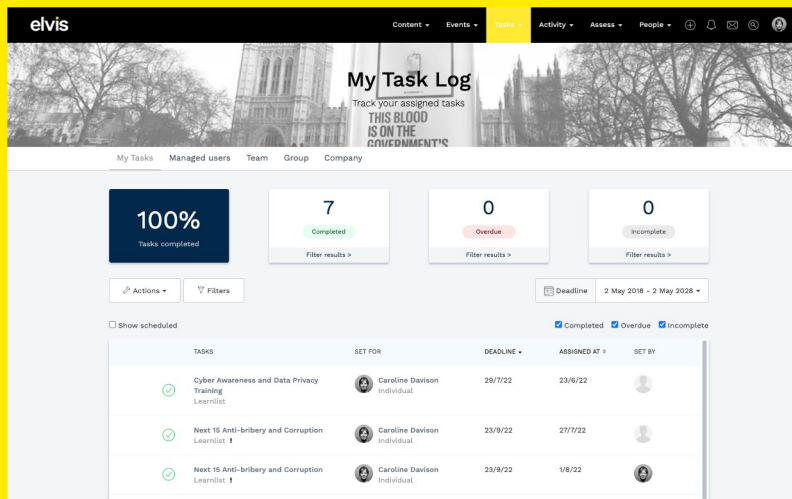 elvis
Content Events Tasks Activity Assess People
My Task Log
Track your assigned tasks
THIS BLOOD
IS ON THE
GOVERNMENT'S
My Tasks Managed users Team Group Company
100%
Tasks completed
7
Completed
Filter results >
0
Overdue
Filter results >
0
Incomplete
Filter results >
Actions Filters Deadline 2 May 2018 - 2 May 2028
Show scheduled Completed Overdue Incomplete
TASKS SET FOR DEADLINE ASSIGNED AT SET BY
Cyber Awareness and Data Privacy Caroline Davison 29/7/22 23/6/22
Training Individual
Learnlist
Next 15 Anti-bribery and Corruption Caroline Davison 23/9/22 27/7/22
Learnlist ! Individual
Next 15 Anti-bribery and Corruption Caroline Davison 23/9/22 1/8/22
Learnlist ! Individual